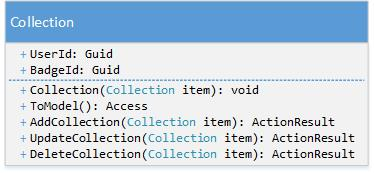 Collection
+ UserId: Guid
+ BadgeId: Guid
+ Collection(Collection item): void
+ ToModel(): Access
+ AddCollection(Collection item): ActionResult
+ UpdateCollection(Collection item): ActionResult
+ DeleteCollection(Collection item): ActionResult